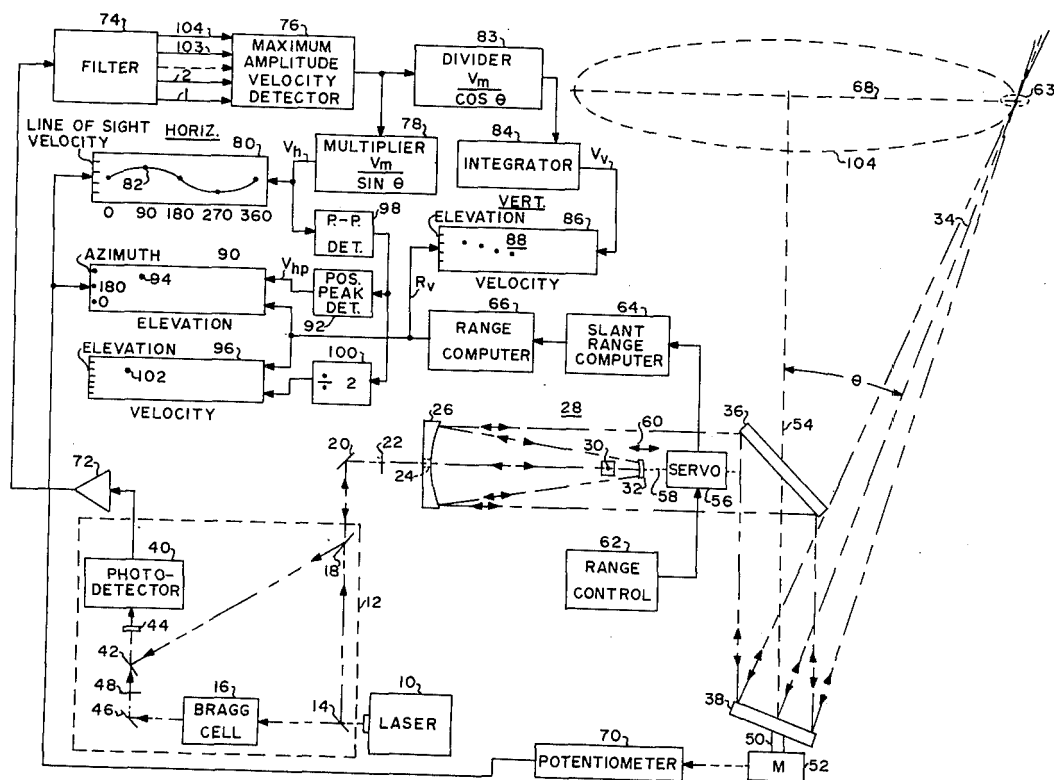 74
FILTER
104
103
2
1
76
MAXIMUM
AMPLITUDE
VELOCITY
DETECTOR
83
DIVIDER
Vm
COS θ
68
63
104
34
LINE OF SIGHT
VELOCITY
HORIZ.
80
82
0 90 180 270 360
Vh
78
MULTIPLIER
Vm
SIN θ
84
INTEGRATOR
Vv
VERT.
ELEVATION
86
88
VELOCITY
98
P.-P.
DET.
AZIMUTH
90
94
180
0
ELEVATION
Vhp
POS.
PEAK
DET.
92
Rv
66
RANGE
COMPUTER
64
SLANT
RANGE
COMPUTER
ELEVATION
96
102
VELOCITY
100
÷ 2
θ
26
28
60
36
54
20
22
24
30
32
58
SERVO
56
72
40
PHOTO-
DETECTOR
18
12
62
RANGE
CONTROL
44
42
48
46
16
BRAGG
CELL
14
10
LASER
38
50
M
52
70
POTENTIOMETER